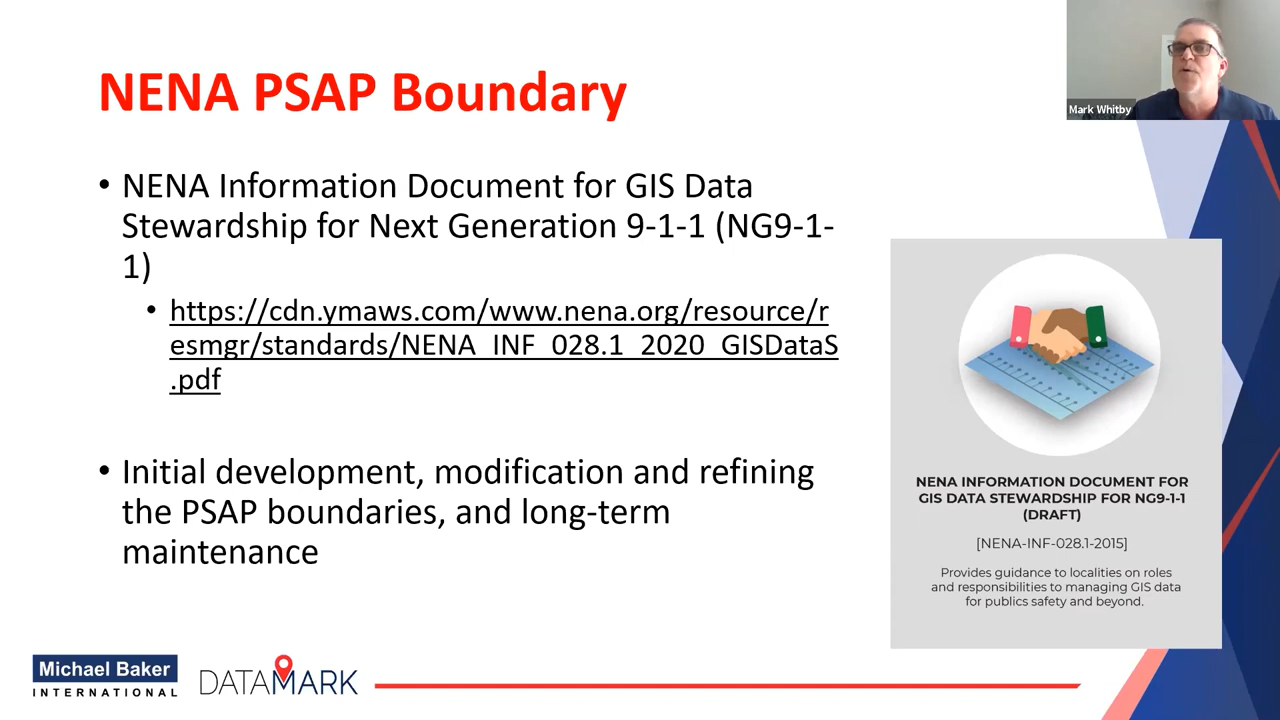 NENA PSAP Boundary
Mark Whitby
• NENA Information Document for GIS Data
Stewardship for Next Generation 9-1-1 (NG9-1-
1)
• https://cdn.ymaws.com/www.nena.org/resource/r
esmgr/standards/NENA_INF_028.1_2020_GISDataS
.pdf
• Initial development, modification and refining
the PSAP boundaries, and long-term
maintenance
NENA INFORMATION DOCUMENT FOR
GIS DATA STEWARDSHIP FOR NG9-1-1
(DRAFT)
[NENA-INF-028.1-2015]
Provides guidance to localities on roles
and responsibilities to managing GIS data
for publics safety and beyond.
Michael Baker
INTERNATIONAL
DATAMARK